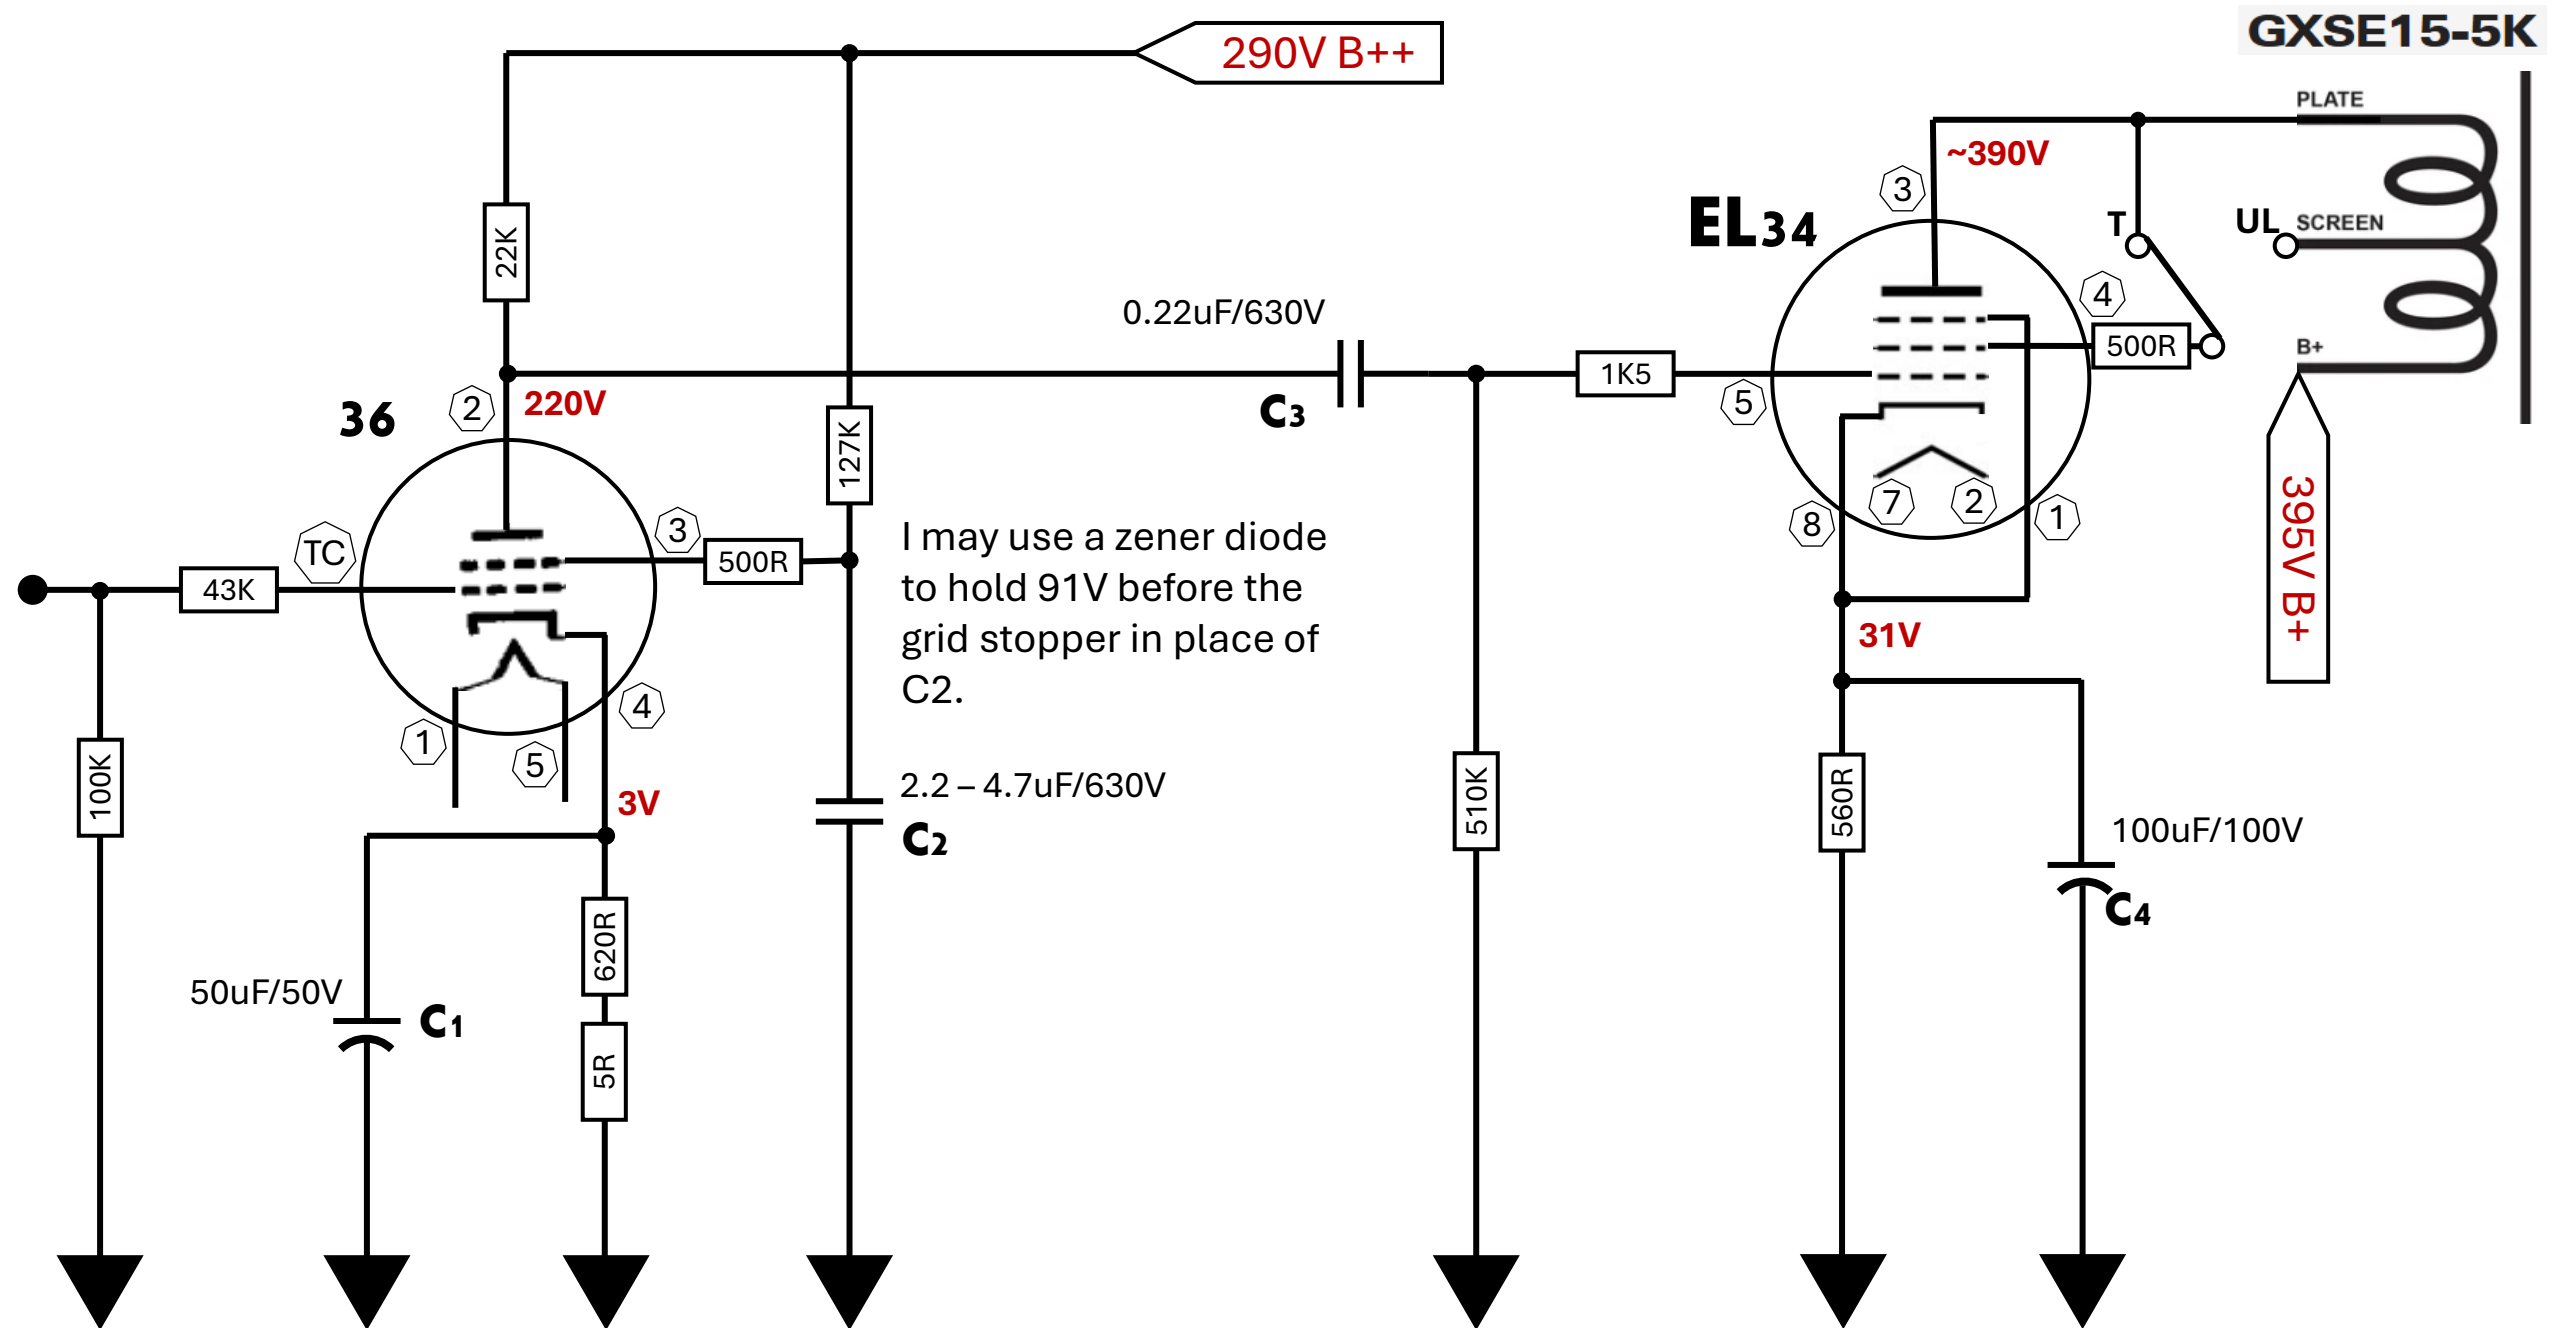 GXSE15-5K
290V B++
PLATE
~390V
3
EL34
T
UL
SCREEN
22K
4
0.22uF/630V
500R
B+
1K5
2
220V
36
C3
5
127K
395V B+
I may use a zener diode
to hold 91V before the
grid stopper in place of
C2.
7
2
8
1
3
TC
500R
43K
31V
4
1
5
100K
3V
2.2 – 4.7uF/630V
C2
510K
560R
100uF/100V
C4
620R
50uF/50V
C1
5R